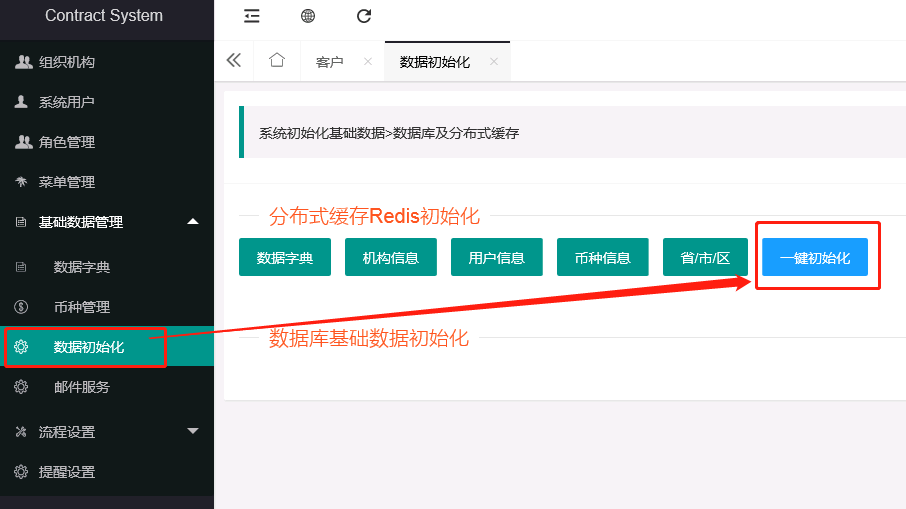 Contract System
组织机构
系统用户
角色管理
菜单管理
基础数据管理
数据字典
币种管理
数据初始化
邮件服务
流程设置
提醒设置
客户
数据初始化
系统初始化基础数据>数据库及分布式缓存
分布式缓存Redis初始化
数据字典
机构信息
用户信息
币种信息
省/市/区
一键初始化
数据库基础数据初始化